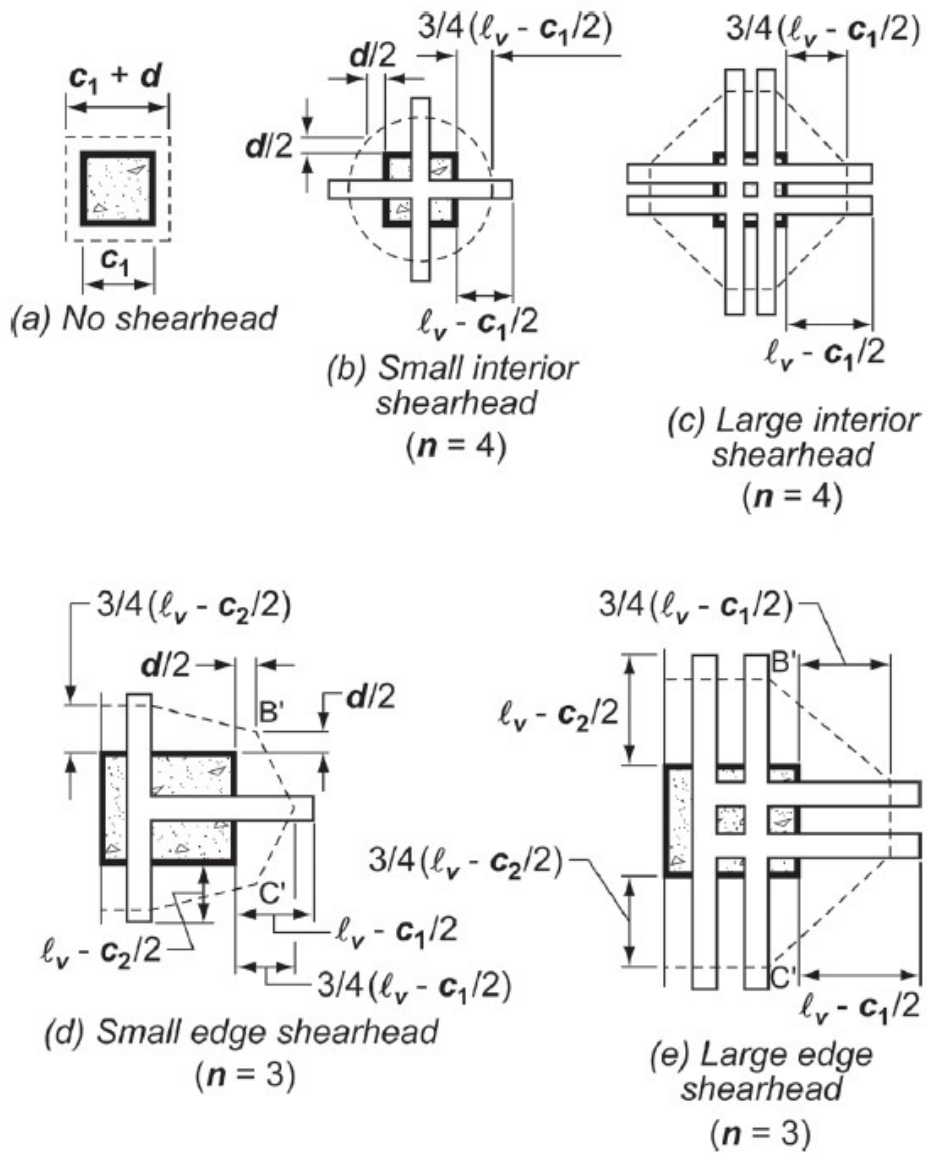 c₁ + d
c₁
(a) No shearhead
3/4(ℓv - c₁/2)
d/2
d/2
ℓv - c₁/2
(b) Small interior
shearhead
(n = 4)
3/4(ℓv - c₁/2)
ℓv - c₁/2
(c) Large interior
shearhead
(n = 4)
3/4(ℓv - c₂/2)
d/2
d/2
B'
C'
ℓv - c₂/2
ℓv - c₁/2
3/4(ℓv - c₁/2)
(d) Small edge shearhead
(n = 3)
3/4(ℓv - c₁/2)
B'
ℓv - c₂/2
3/4(ℓv - c₂/2)
C'
ℓv - c₁/2
(e) Large edge
shearhead
(n = 3)